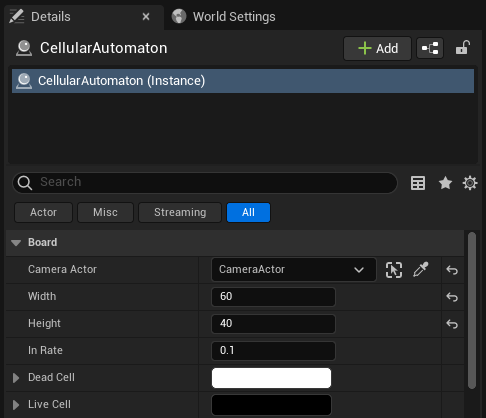 Details
World Settings
CellularAutomaton
Add
CellularAutomaton (Instance)
Search
Actor
Misc
Streaming
All
Board
Camera Actor
CameraActor
Width
60
Height
40
In Rate
0.1
Dead Cell
Live Cell